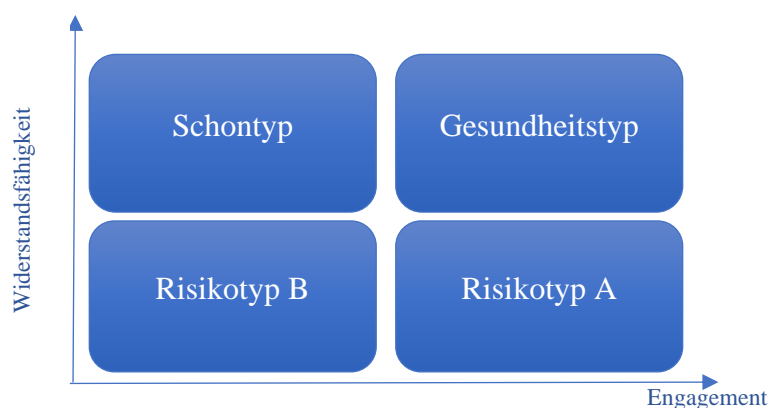 Widerstandsfähigkeit
Schontyp
Gesundheitstyp
Risikotyp B
Risikotyp A
Engagement